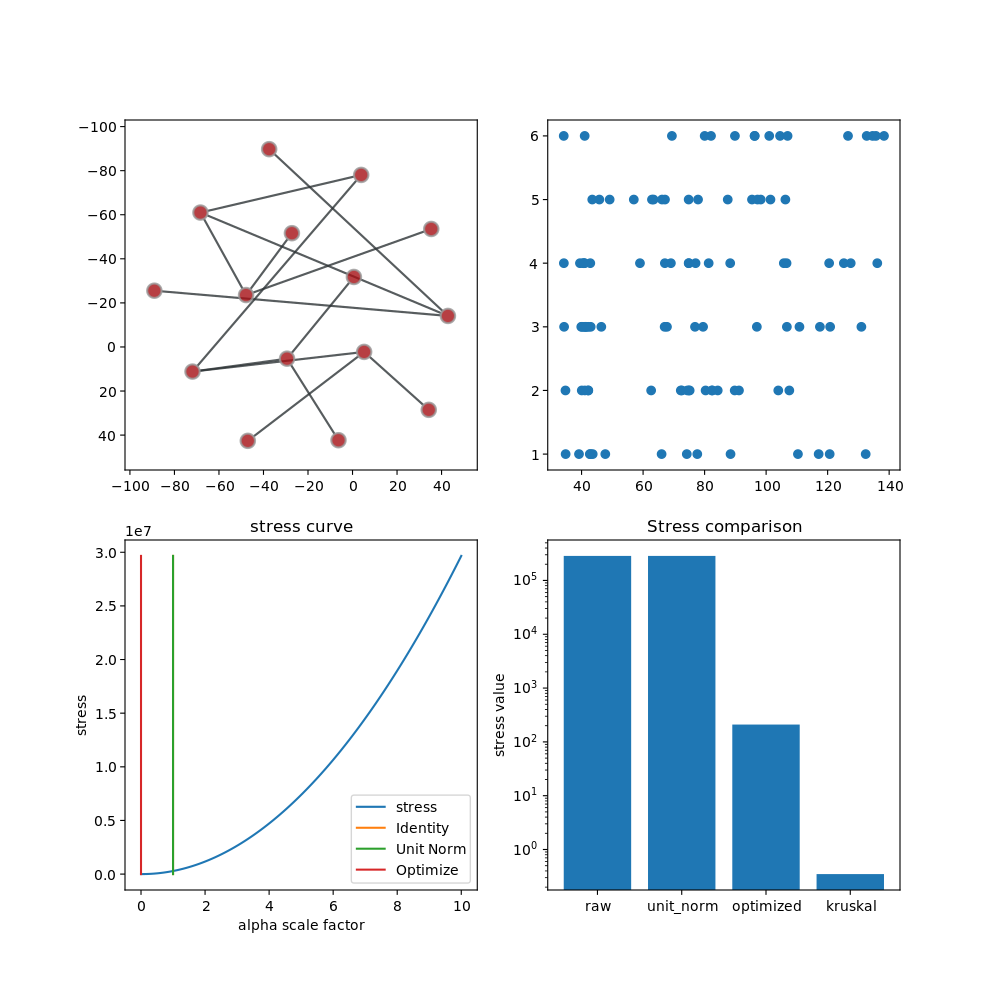 −100
−80
−60
−40
−20
0
20
40
−100 −80 −60 −40 −20 0 20 40
6
5
4
3
2
1
40 60 80 100 120 140
stress curve
1e7
3.0
2.5
2.0
1.5
1.0
0.5
0.0
stress
0 2 4 6 8 10
alpha scale factor
stress
Identity
Unit Norm
Optimize
Stress comparison
10^5
10^4
10^3
10^2
10^1
10^0
stress value
raw unit_norm optimized kruskal